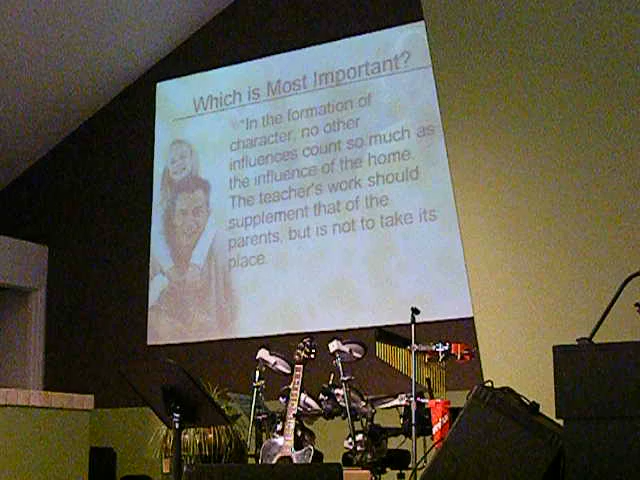 Which is Most Important?
"In the formation of
character, no other
influences count so much as
the influence of the home.
The teacher's work should
supplement that of the
parents, but is not to take its
place.